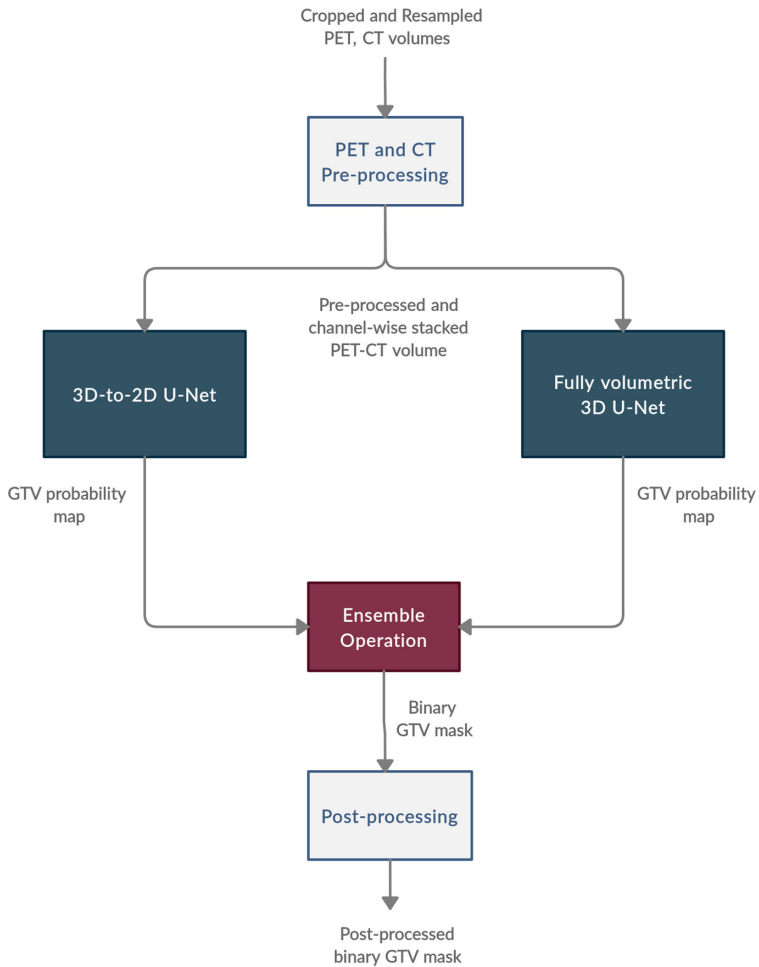 Cropped and Resampled
PET, CT volumes
PET and CT
Pre-processing
Pre-processed and
channel-wise stacked
PET-CT volume
3D-to-2D U-Net
Fully volumetric
3D U-Net
GTV probability
map
GTV probability
map
Ensemble
Operation
Binary
GTV mask
Post-processing
Post-processed
binary GTV mask